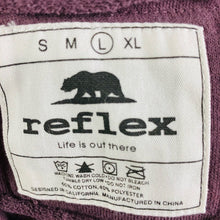 S M L XL
reflex
Life is out there
MACHINE WASH COLD • DO NOT BLEACH
TUMBLE DRY LOW • DO NOT IRON
60% COTTON, 40% POLYESTER
DESIGNED IN CALIFORNIA, MANUFACTURED IN CHINA